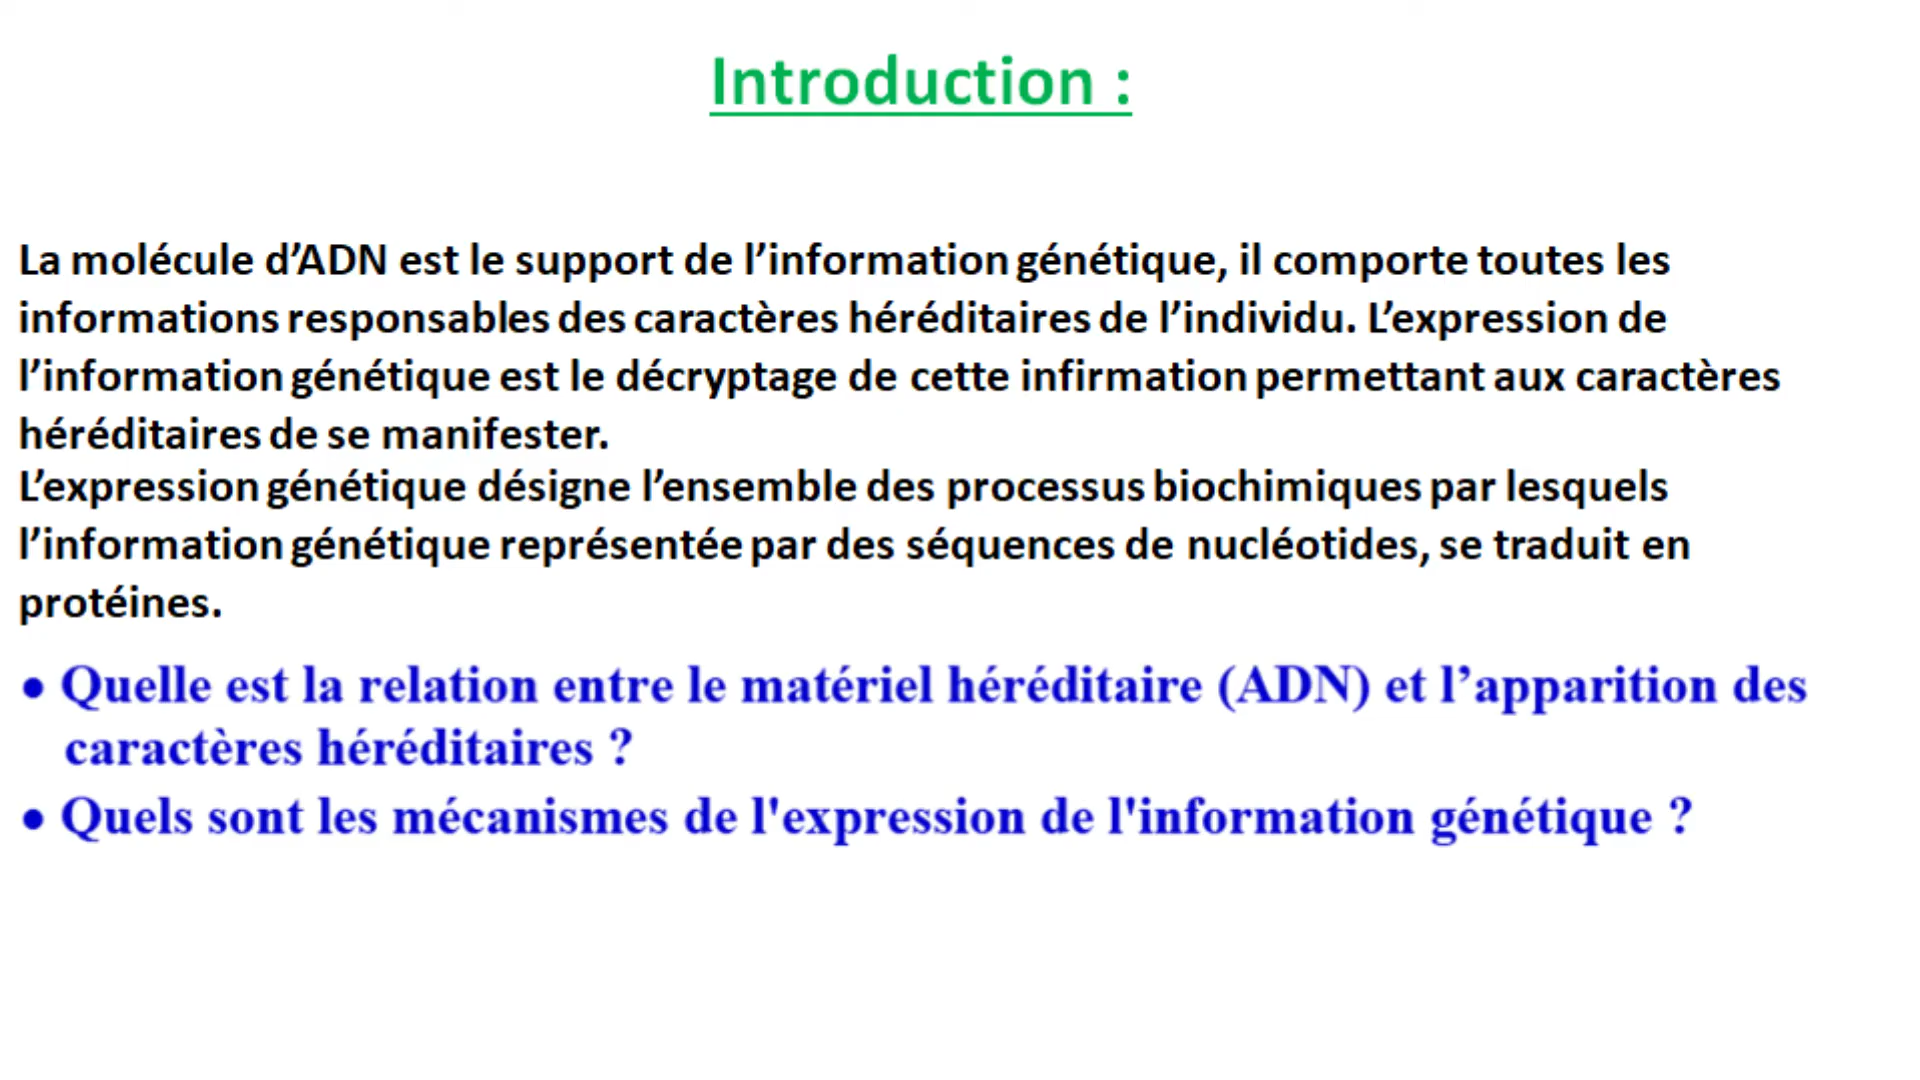 Introduction :
La molécule d’ADN est le support de l’information génétique, il comporte toutes les
informations responsables des caractères héréditaires de l’individu. L’expression de
l’information génétique est le décryptage de cette infirmation permettant aux caractères
héréditaires de se manifester.
L’expression génétique désigne l’ensemble des processus biochimiques par lesquels
l’information génétique représentée par des séquences de nucléotides, se traduit en
protéines.
• Quelle est la relation entre le matériel héréditaire (ADN) et l’apparition des
caractères héréditaires ?
• Quels sont les mécanismes de l'expression de l'information génétique ?